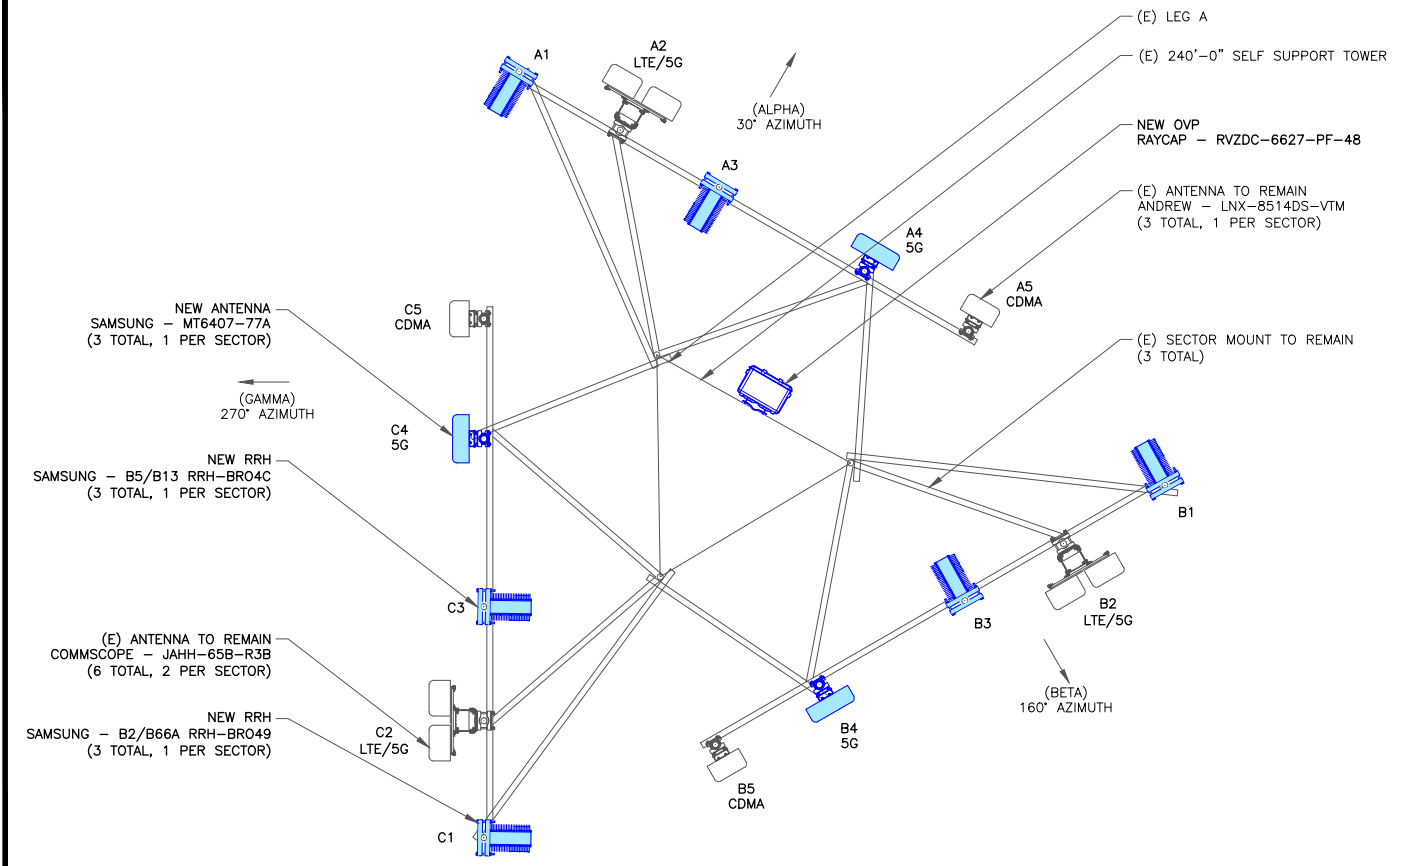 (E) LEG A
(E) 240'-0" SELF SUPPORT TOWER
NEW OVP
RAYCAP - RVZDC-6627-PF-48
(E) ANTENNA TO REMAIN
ANDREW - LNX-8514DS-VTM
(3 TOTAL, 1 PER SECTOR)
(E) SECTOR MOUNT TO REMAIN
(3 TOTAL)
A1
A2
LTE/5G
(ALPHA)
30° AZIMUTH
A3
A4
5G
A5
CDMA
NEW ANTENNA
SAMSUNG - MT6407-77A
(3 TOTAL, 1 PER SECTOR)
(GAMMA)
270° AZIMUTH
NEW RRH
SAMSUNG - B5/B13 RRH-BR04C
(3 TOTAL, 1 PER SECTOR)
(E) ANTENNA TO REMAIN
COMMSCOPE - JAHH-65B-R3B
(6 TOTAL, 2 PER SECTOR)
NEW RRH
SAMSUNG - B2/B66A RRH-BR049
(3 TOTAL, 1 PER SECTOR)
C5
CDMA
C4
5G
C3
C2
LTE/5G
C1
B1
B2
LTE/5G
B3
(BETA)
160° AZIMUTH
B4
5G
B5
CDMA